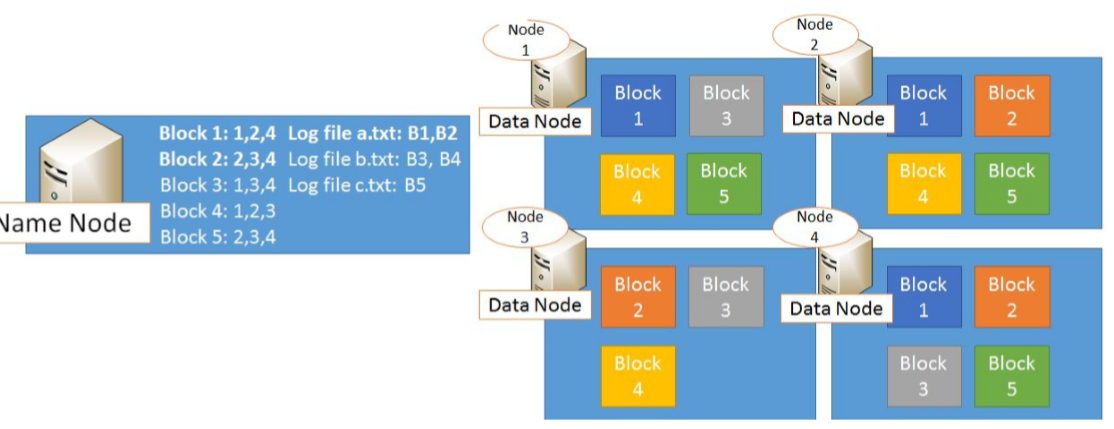 Name Node
Block 1: 1,2,4 Log file a.txt: B1,B2
Block 2: 2,3,4 Log file b.txt: B3, B4
Block 3: 1,3,4 Log file c.txt: B5
Block 4: 1,2,3
Block 5: 2,3,4
Node
1
Data Node
Block
1
Block
3
Block
4
Block
5
Node
2
Data Node
Block
1
Block
2
Block
4
Block
5
Node
3
Data Node
Block
2
Block
3
Block
4
Node
4
Data Node
Block
1
Block
2
Block
3
Block
5